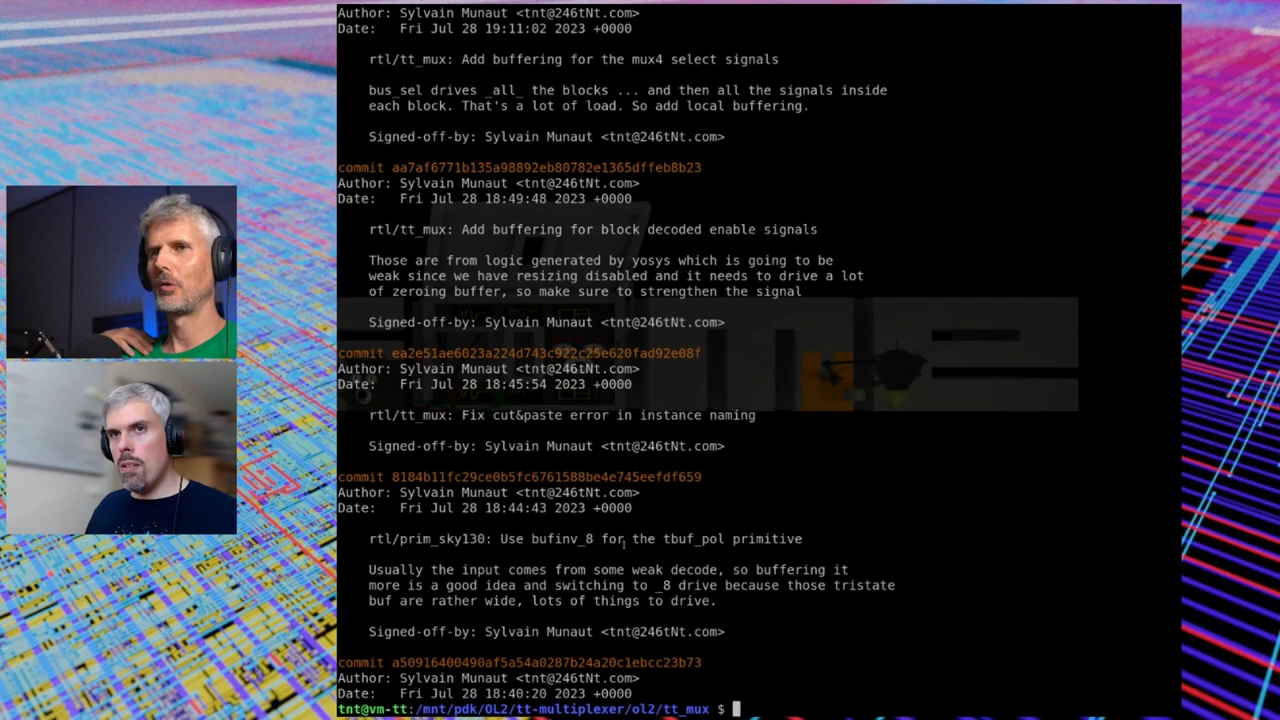 Author: Sylvain Munaut <tnt@246tNt.com>
Date:   Fri Jul 28 19:11:02 2023 +0000
rtl/tt_mux: Add buffering for the mux4 select signals
bus_sel drives _all_ the blocks ... and then all the signals inside
each block. That's a lot of load. So add local buffering.
Signed-off-by: Sylvain Munaut <tnt@246tNt.com>
commit aa7af6771b135a98892eb80782e1365dffeb8b23
Author: Sylvain Munaut <tnt@246tNt.com>
Date:   Fri Jul 28 18:49:48 2023 +0000
rtl/tt_mux: Add buffering for block decoded enable signals
Those are from logic generated by yosys which is going to be
weak since we have resizing disabled and it needs to drive a lot
of zeroing buffer, so make sure to strengthen the signal
Signed-off-by: Sylvain Munaut <tnt@246tNt.com>
commit ea2e51ae6023a224d743c922c25e620fad92e08f
Author: Sylvain Munaut <tnt@246tNt.com>
Date:   Fri Jul 28 18:45:54 2023 +0000
rtl/tt_mux: Fix cut&paste error in instance naming
Signed-off-by: Sylvain Munaut <tnt@246tNt.com>
commit 8184b11fc29ce0b5fc6761588be4e745eefdf659
Author: Sylvain Munaut <tnt@246tNt.com>
Date:   Fri Jul 28 18:44:43 2023 +0000
rtl/prim_sky130: Use bufinv_8 for the tbuf_pol primitive
Usually the input comes from some weak decode, so buffering it
more is a good idea and switching to _8 drive because those tristate
buf are rather wide, lots of things to drive.
Signed-off-by: Sylvain Munaut <tnt@246tNt.com>
commit a50916400490af5a54a0287b24a20c1ebcc23b73
Author: Sylvain Munaut <tnt@246tNt.com>
Date:   Fri Jul 28 18:40:20 2023 +0000
tnt@vm-tt:/mnt/pdk/OL2/tt-multiplexer/ol2/tt_mux $